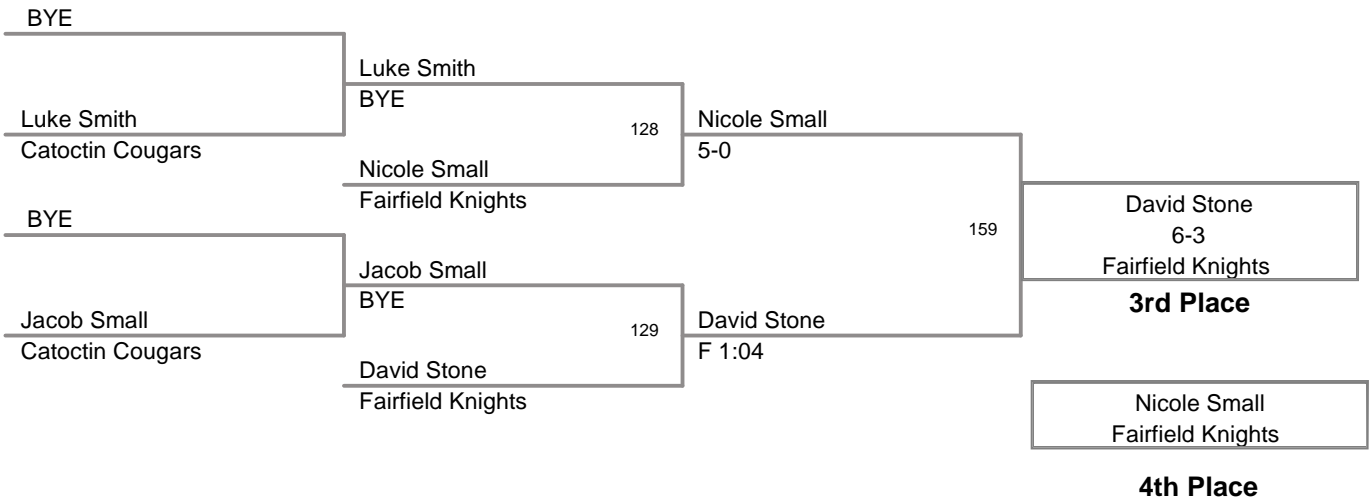 BYE
Luke Smith
Catoctin Cougars
BYE
Jacob Small
Catoctin Cougars
Luke Smith
BYE
128
Nicole Small
Fairfield Knights
Jacob Small
BYE
129
David Stone
Fairfield Knights
Nicole Small
5-0
159
David Stone
F 1:04
David Stone
6-3
Fairfield Knights
3rd Place
Nicole Small
Fairfield Knights
4th Place